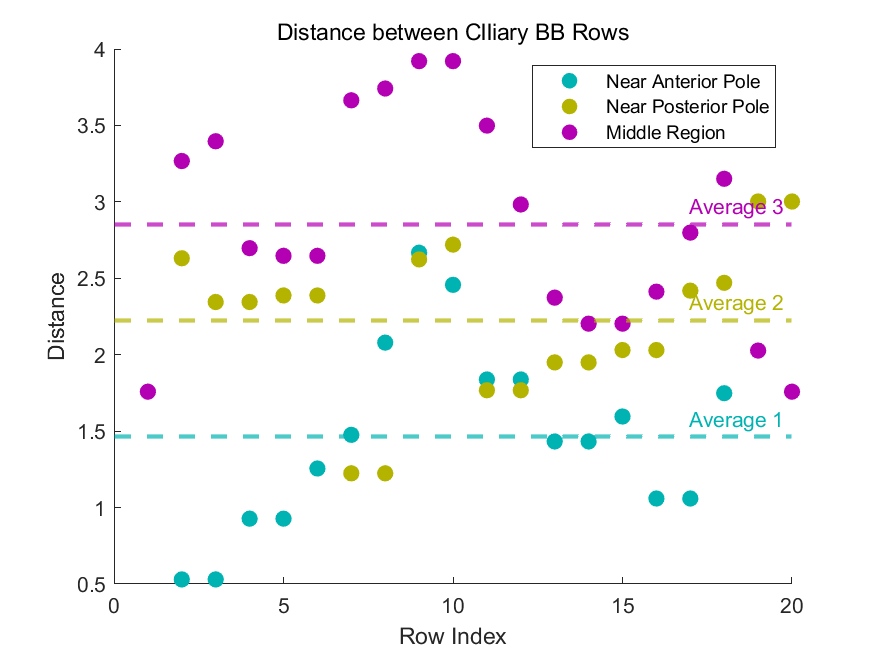 Distance between CIliary BB Rows
4
3.5
3
2.5
2
1.5
1
0.5
Distance
Near Anterior Pole
Near Posterior Pole
Middle Region
Average 3
Average 2
Average 1
0
5
10
15
20
Row Index